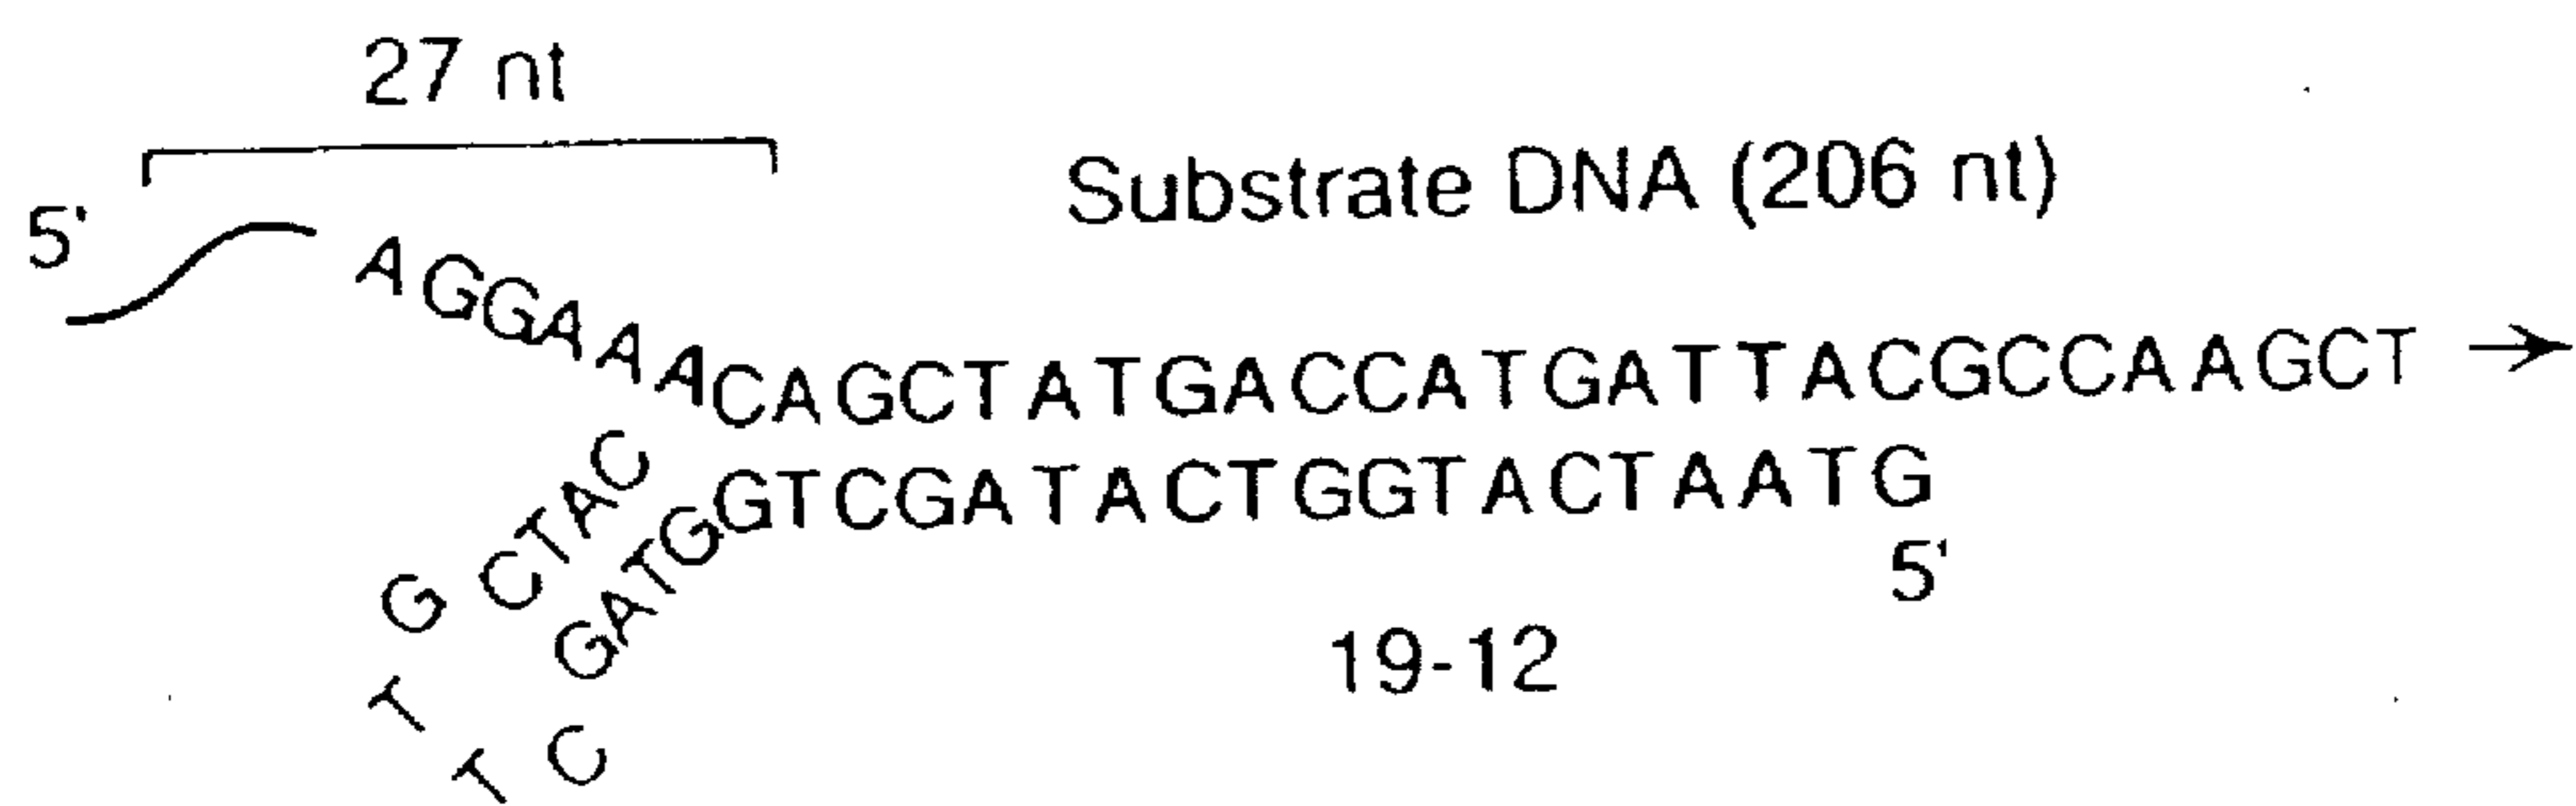 27 nt
Substrate DNA (206 nt)
5'
AGGAAACAGCTATGACCATGATTACGCCAAGCT →
CTAC
GATGGTCGATACTGGTACTAATG
5'
G
T
T
C
19-12